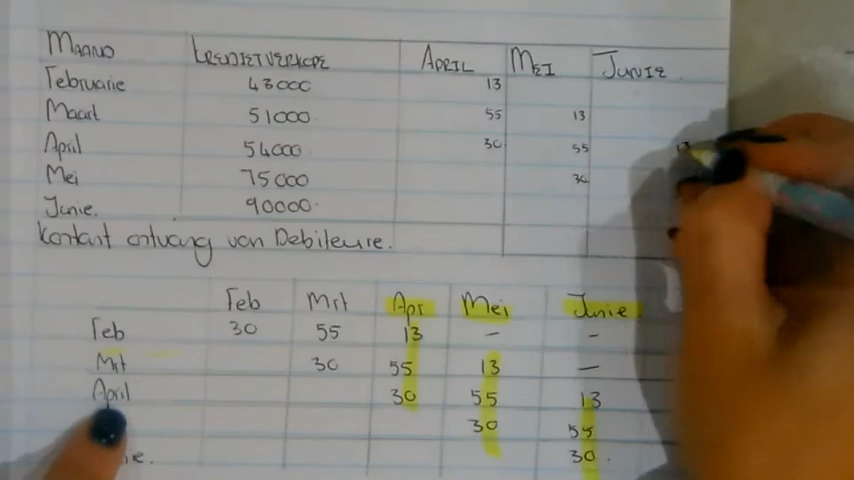 MAAND KREDIETVERKOPE APRIL MEI JUNIE
Februarie 43000 13
Maart 51000 55 13
April 54000 30 55 13
Mei 75000 30
Junie. 90000
Kontant ontvang van Debiteure.
Feb Mrt Apr Mei Junie
Feb 30 55 13 — —
Mrt 30 55 13 —
April 30 55 13
30 55
ie. 30